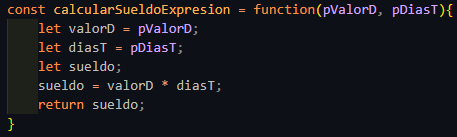 const calcularSueldoExpresion = function(pValorD, pDiasT){
    let valorD = pValorD;
    let diasT = pDiasT;
    let sueldo;
    sueldo = valorD * diasT;
    return sueldo;
}